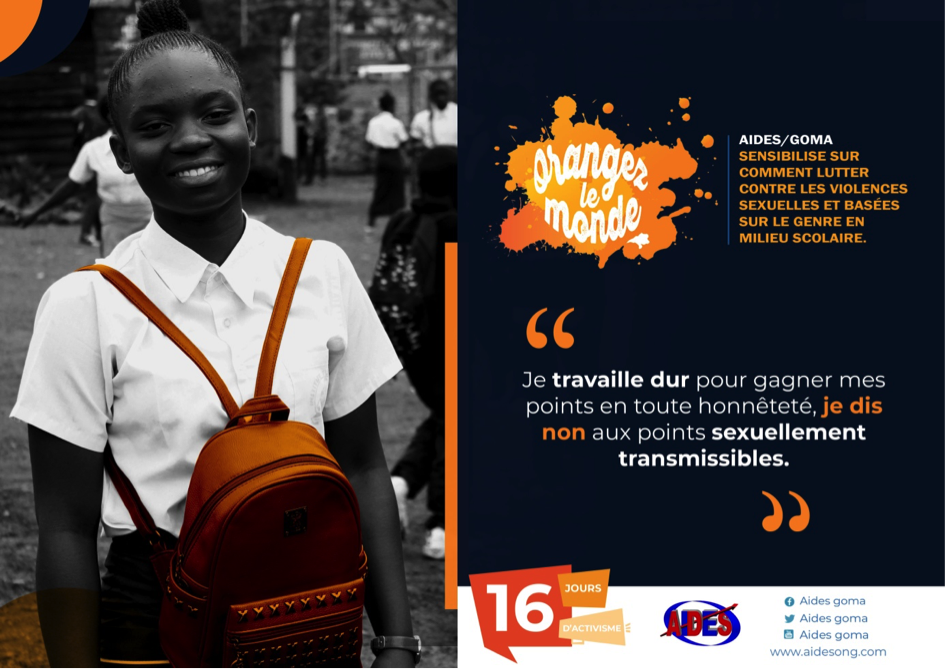 orangez
le
monde
AIDES/GOMA
SENSIBILISE SUR
COMMENT LUTTER
CONTRE LES VIOLENCES
SEXUELLES ET BASÉES
SUR LE GENRE EN
MILIEU SCOLAIRE.
“
Je travaille dur pour gagner mes
points en toute honnêteté, je dis
non aux points sexuellement
transmissibles.
”
16 JOURS
D'ACTIVISME
AIDES
Aides goma
Aides goma
Aides goma
www.aidesong.com